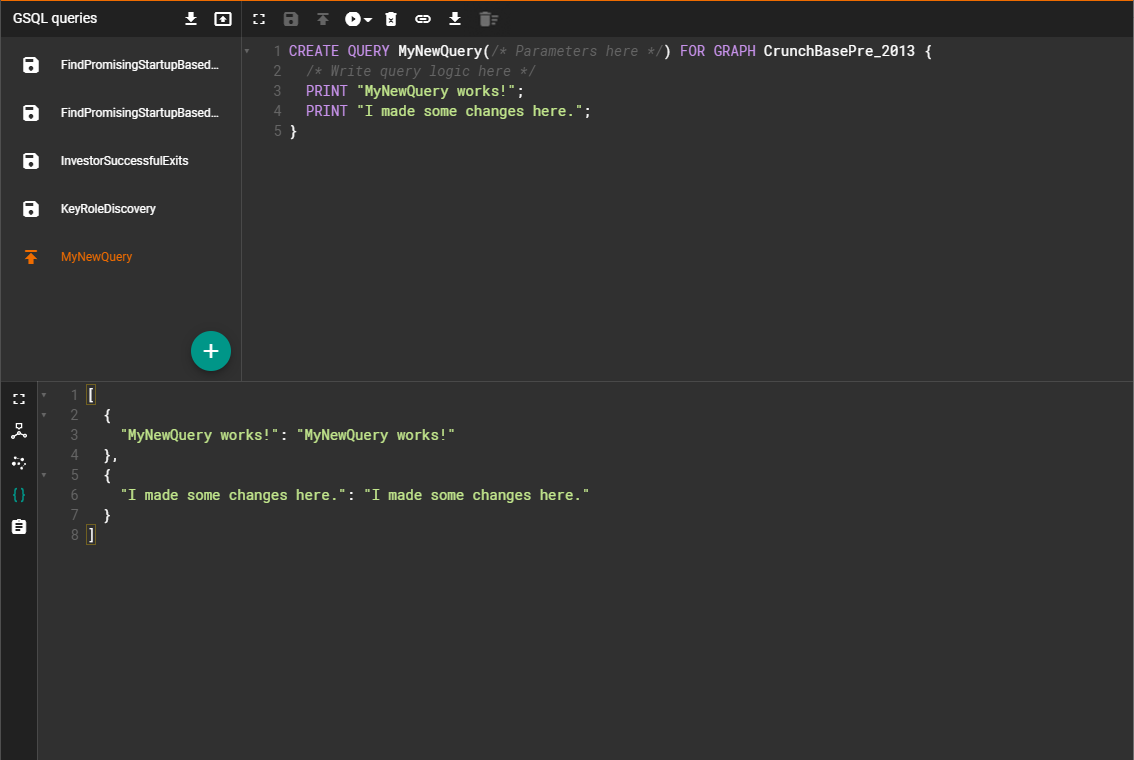 GSQL queries
FindPromisingStartupBased...
FindPromisingStartupBased...
InvestorSuccessfulExits
KeyRoleDiscovery
MyNewQuery
1 CREATE QUERY MyNewQuery(/* Parameters here */) FOR GRAPH CrunchBasePre_2013 {
2 /* Write query logic here */
3 PRINT "MyNewQuery works!";
4 PRINT "I made some changes here.";
5 }
1 [
2 {
3 "MyNewQuery works!": "MyNewQuery works!"
4 },
5 {
6 "I made some changes here.": "I made some changes here."
7 }
8 ]